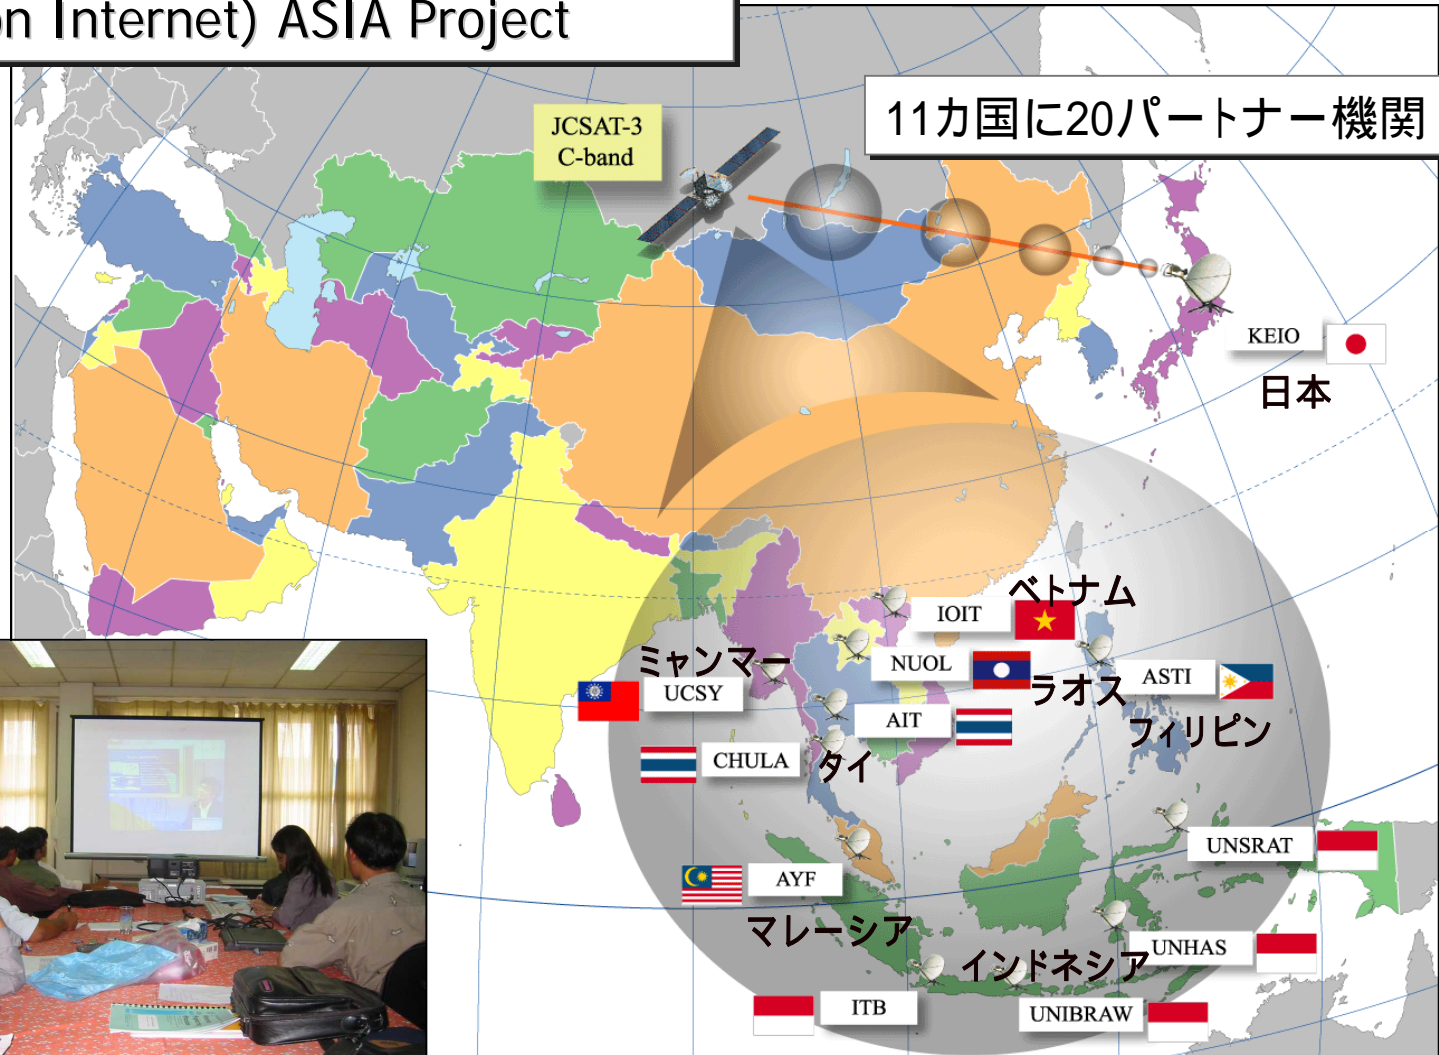 on Internet) ASIA Project
11カ国に20パートナー機関
JCSAT-3
C-band
KEIO
日本
ベトナム
IOIT
ミャンマー
NUOL
ラオス
ASTI
UCSY
フィリピン
AIT
CHULA
タイ
UNSRAT
AYF
マレーシア
UNHAS
インドネシア
ITB
UNIBRAW